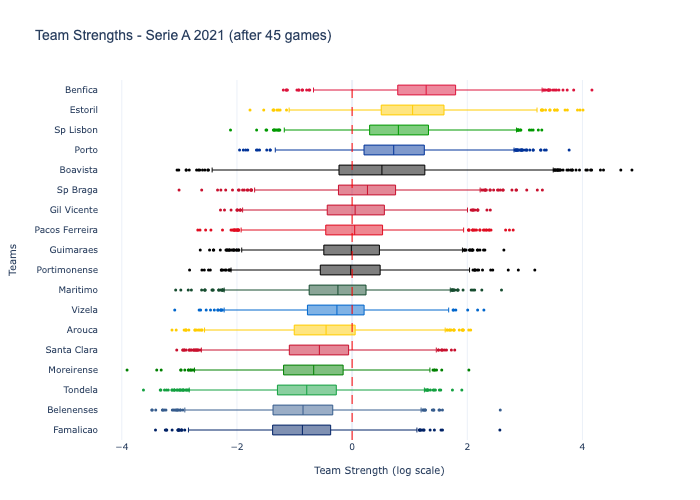 Team Strengths - Serie A 2021 (after 45 games)
Benfica
Estoril
Sp Lisbon
Porto
Boavista
Sp Braga
Gil Vicente
Pacos Ferreira
Guimaraes
Portimonense
Maritimo
Vizela
Arouca
Santa Clara
Moreirense
Tondela
Belenenses
Famalicao
Teams
−4 −2 0 2 4
Team Strength (log scale)